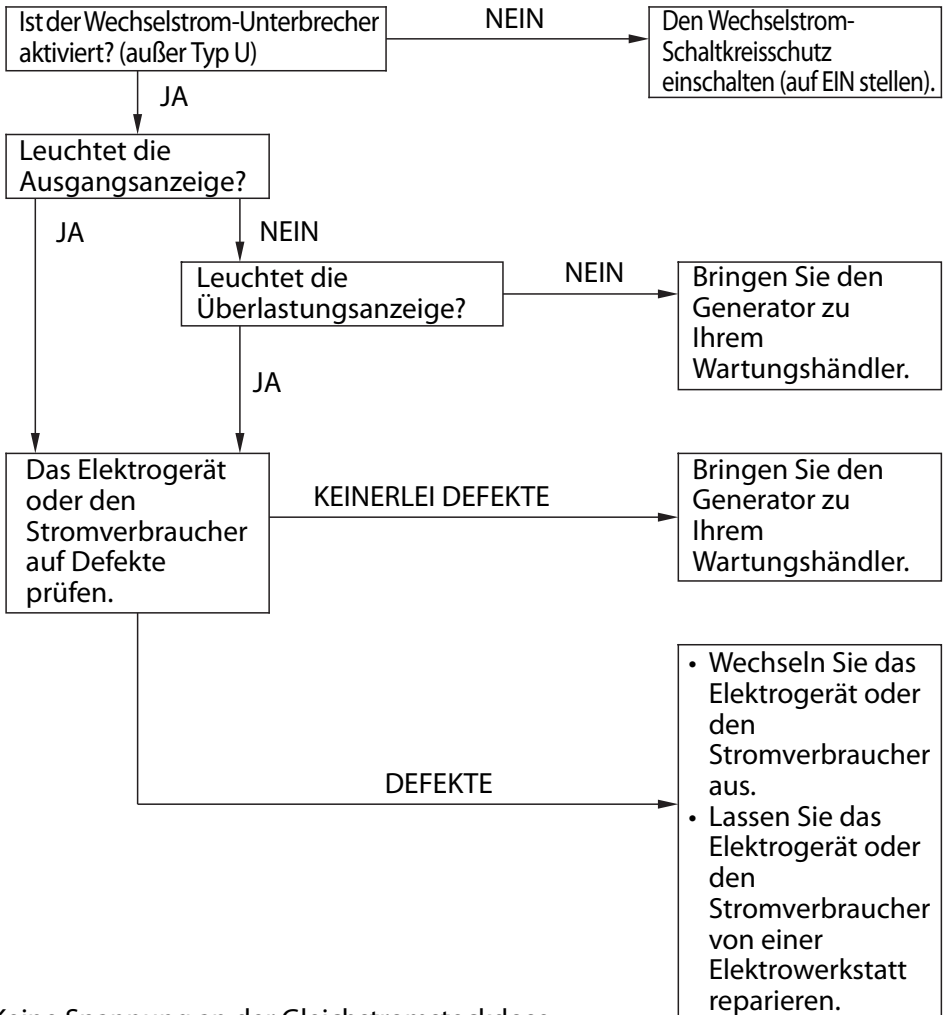 Ist der Wechselstrom-Unterbrecher
aktiviert? (außer Typ U)
NEIN
Den Wechselstrom-
Schaltkreisschutz
einschalten (auf EIN stellen).
JA
Leuchtet die
Ausgangsanzeige?
JA
NEIN
Leuchtet die
Überlastungsanzeige?
NEIN
Bringen Sie den
Generator zu
Ihrem
Wartungshändler.
JA
Das Elektrogerät
oder den
Stromverbraucher
auf Defekte
prüfen.
KEINERLEI DEFEKTE
Bringen Sie den
Generator zu
Ihrem
Wartungshändler.
DEFEKTE
• Wechseln Sie das
Elektrogerät oder
den
Stromverbraucher
aus.
• Lassen Sie das
Elektrogerät oder
den
Stromverbraucher
von einer
Elektrowerkstatt
reparieren.